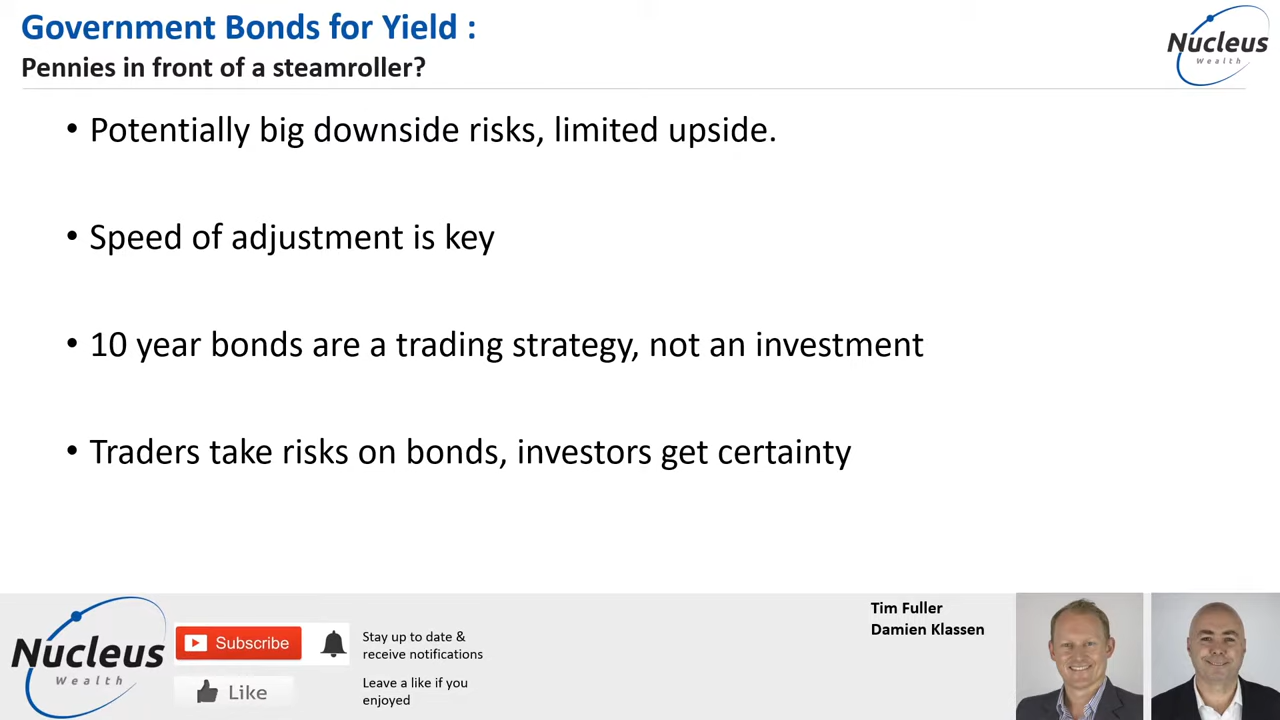 Government Bonds for Yield :
Pennies in front of a steamroller?
Nucleus
Wealth
• Potentially big downside risks, limited upside.
• Speed of adjustment is key
• 10 year bonds are a trading strategy, not an investment
• Traders take risks on bonds, investors get certainty
Nucleus
Wealth
Subscribe
Like
Stay up to date &
receive notifications
Leave a like if you
enjoyed
Tim Fuller
Damien Klassen